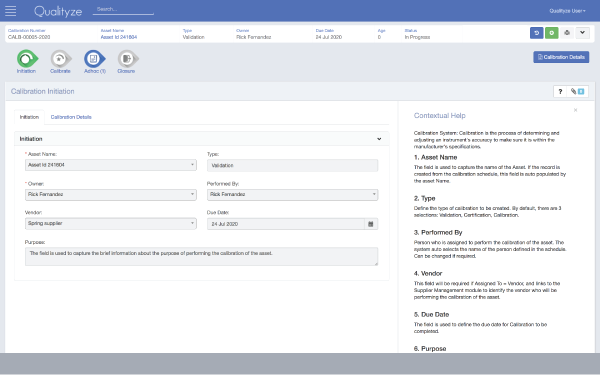 Qualityze
Search...
Qualityze User
Calibration Number
Asset Name
Type
Owner
Due Date
Age
Status
CALB-00005-2020
Asset Id 241804
Validation
Rick Fernandez
24 Jul 2020
0
In Progress
Initiation
Calibrate
Adhoc (1)
Closure
Calibration Details
Calibration Initiation
?
Initiation
Calibration Details
Initiation
* Asset Name:
Type:
Asset Id 241804
Validation
* Owner:
Performed By:
Rick Fernandez
Rick Fernandez
Vendor:
Due Date:
Spring supplier
24 Jul 2020
Purpose:
The field is used to capture the brief information about the purpose of performing the calibration of the asset.
Contextual Help
Calibration System: Calibration is the process of determining and
adjusting an instrument's accuracy to make sure it is within the
manufacturer's specifications.
1. Asset Name
The field is used to capture the name of the Asset. If the record is
created from the calibration schedule, this field is auto populated by
the asset Name.
2. Type
Define the type of calibration to be created. By default, there are 3
selections: Validation, Certification, Calibration.
3. Performed By
Person who is assigned to perform the calibration of the asset. The
system auto selects the name of the person defined in the schedule.
Can be changed if required.
4. Vendor
This field will be required if Assigned To = Vendor, and links to the
Supplier Management module to identify the vendor who will be
performing the calibration of the asset.
5. Due Date
The field is used to define the due date for Calibration to be
completed.
6. Purpose